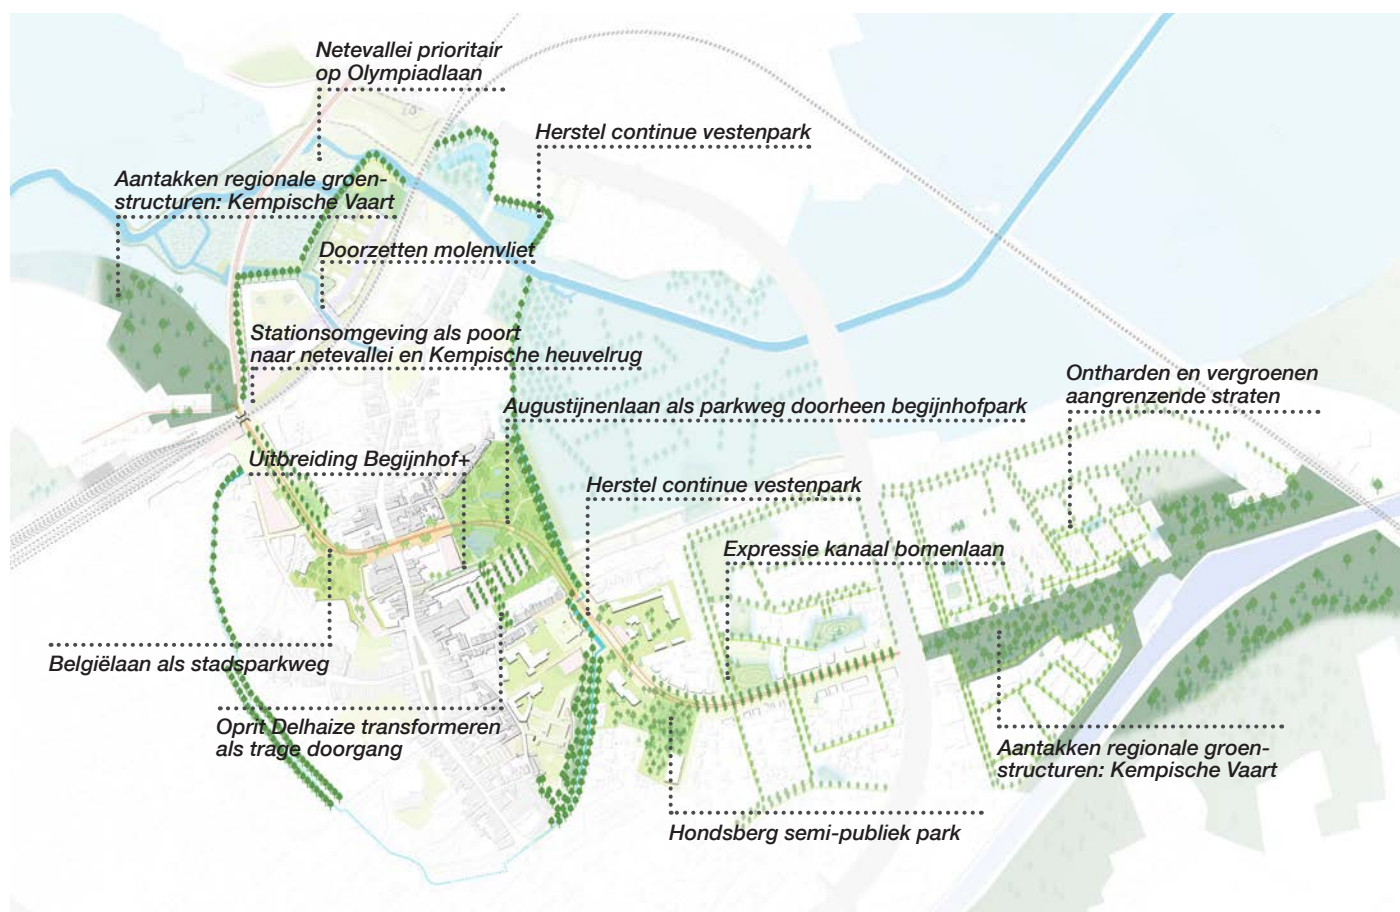 Netevallei prioritair
op Olympiadlaan
Herstel continue vestenpark
Aantakken regionale groen-
structuren: Kempische Vaart
Doorzetten molenvliet
Stationsomgeving als poort
naar netevallei en Kempische heuvelrug
Ontharden en vergroenen
aangrenzende straten
Augustijnenlaan als parkweg doorheen begijnhofpark
Uitbreiding Begijnhof+
Herstel continue vestenpark
Expressie kanaal bomenlaan
Belgiëlaan als stadsparkweg
Oprit Delhaize transformeren
als trage doorgang
Aantakken regionale groen-
structuren: Kempische Vaart
Hondsberg semi-publiek park